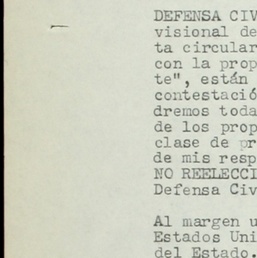 DEFENSA CIV
visional de
ta circular
con la prop
te", están
contestació
dremos toda
de los prop
clase de pr
de mis resp
NO REELECCI
Defensa Civ
Al margen u
Estados Uni
del Estado.